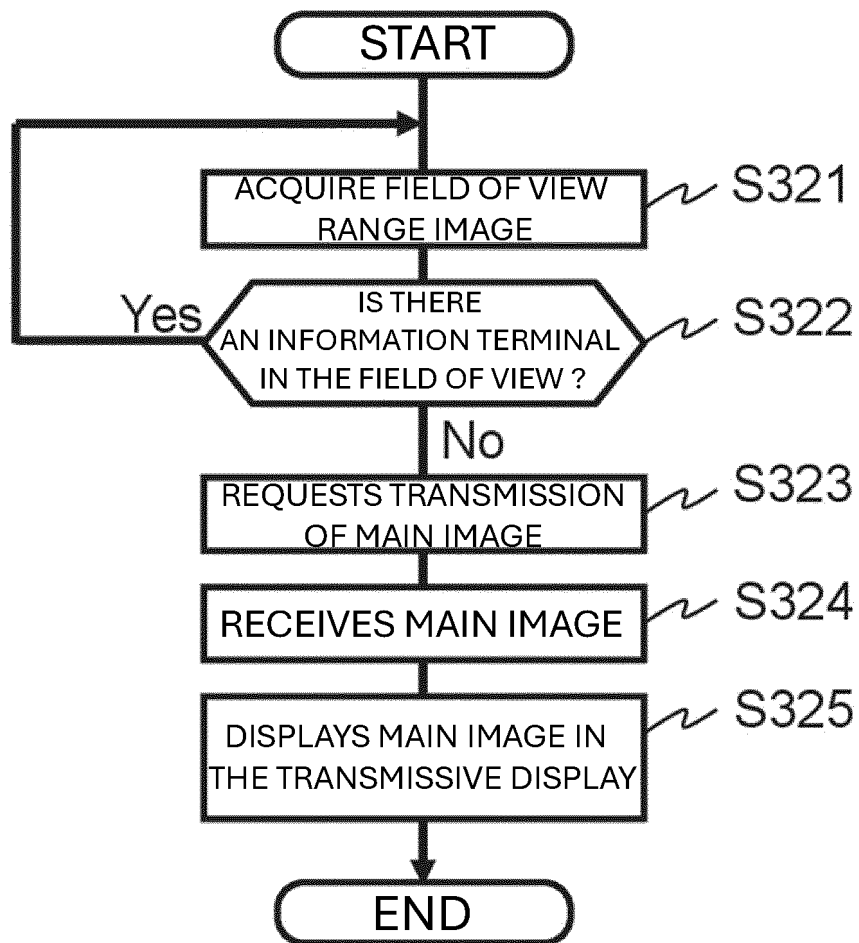 START
ACQUIRE FIELD OF VIEW
RANGE IMAGE
S321
IS THERE
AN INFORMATION TERMINAL
IN THE FIELD OF VIEW ?
S322
Yes
No
REQUESTS TRANSMISSION
OF MAIN IMAGE
S323
RECEIVES MAIN IMAGE
S324
DISPLAYS MAIN IMAGE IN
THE TRANSMISSIVE DISPLAY
S325
END